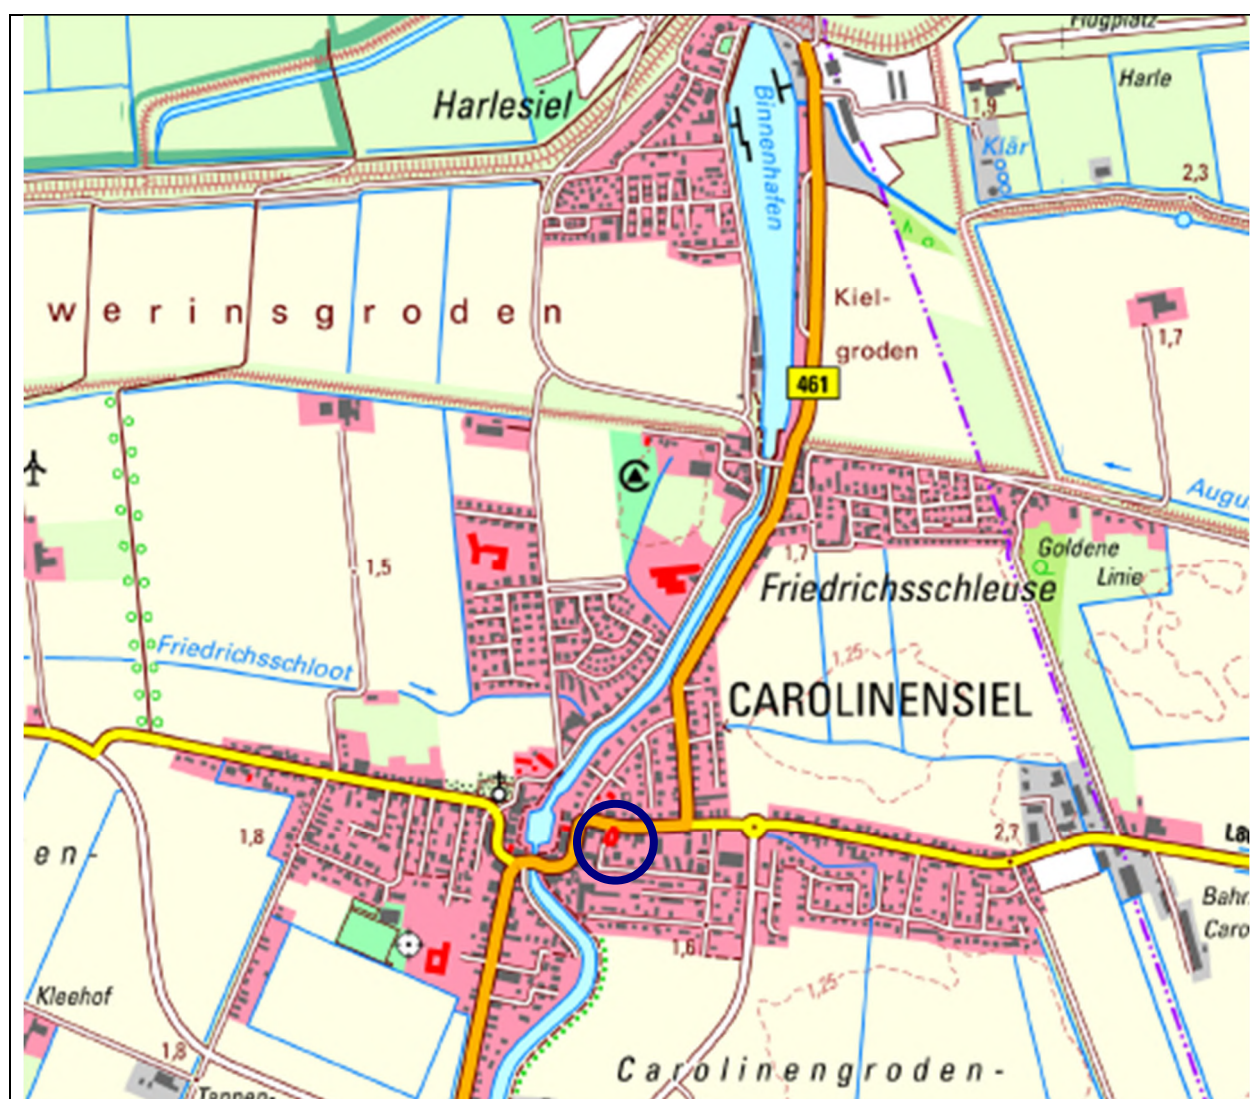 Flugplatz
Harlesiel
Harle
1,9
Binnenhafen
Klär
2,3
werinsgroden
Kiel-
groden
1,7
461
Augu
1,7
Goldene
Linie
1,5
Friedrichsschleuse
Friedrichsschloot
1,25
CAROLINENSIEL
1,8
2,7
en-
Bahn
Caro
1,6
1,25
Kleehof
1,8
Carolinengroden-
Tannen-